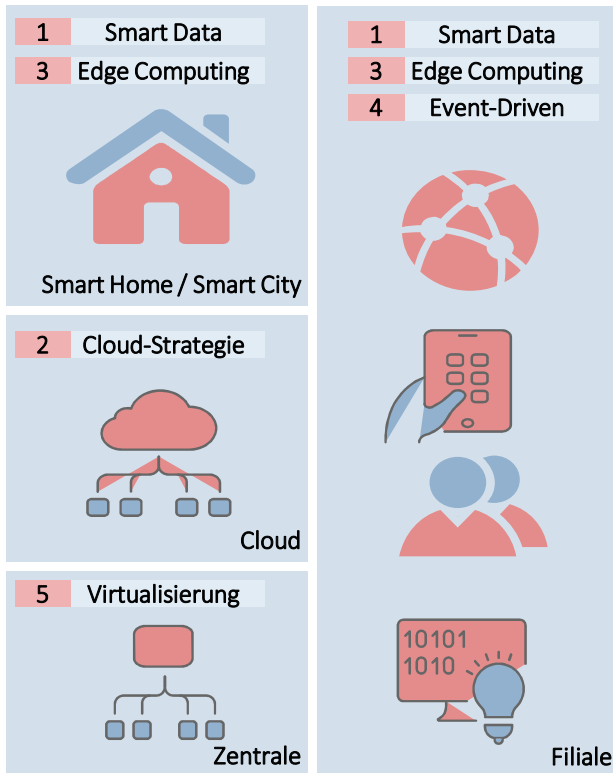 1 Smart Data
3 Edge Computing
Smart Home / Smart City
2 Cloud-Strategie
Cloud
5 Virtualisierung
Zentrale
1 Smart Data
3 Edge Computing
4 Event-Driven
10101
1010
Filiale